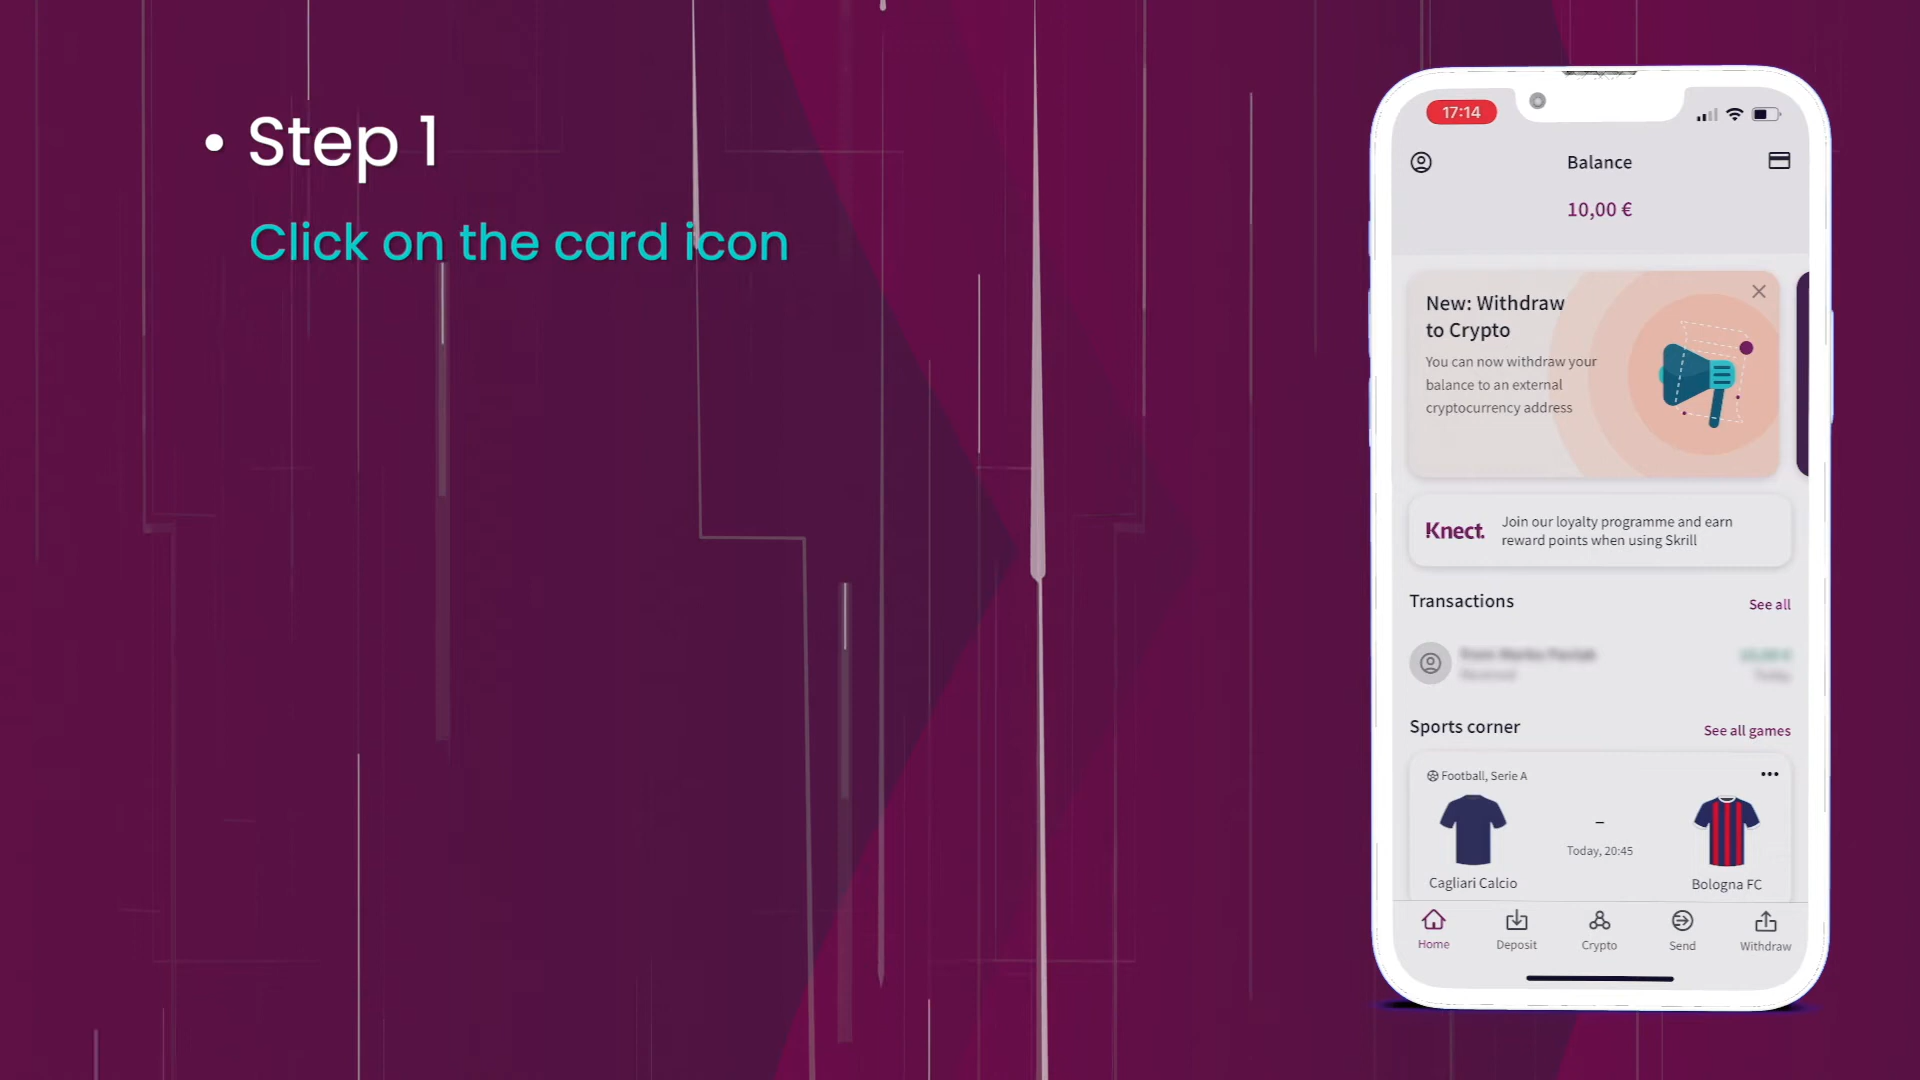 • Step 1
Click on the card icon
17:14
Balance
10,00 €
New: Withdraw
to Crypto
You can now withdraw your
balance to an external
cryptocurrency address
Knect.
Join our loyalty programme and earn
reward points when using Skrill
Transactions
See all
Sports corner
See all games
Football, Serie A
–
Today, 20:45
Cagliari Calcio
Bologna FC
Home
Deposit
Crypto
Send
Withdraw